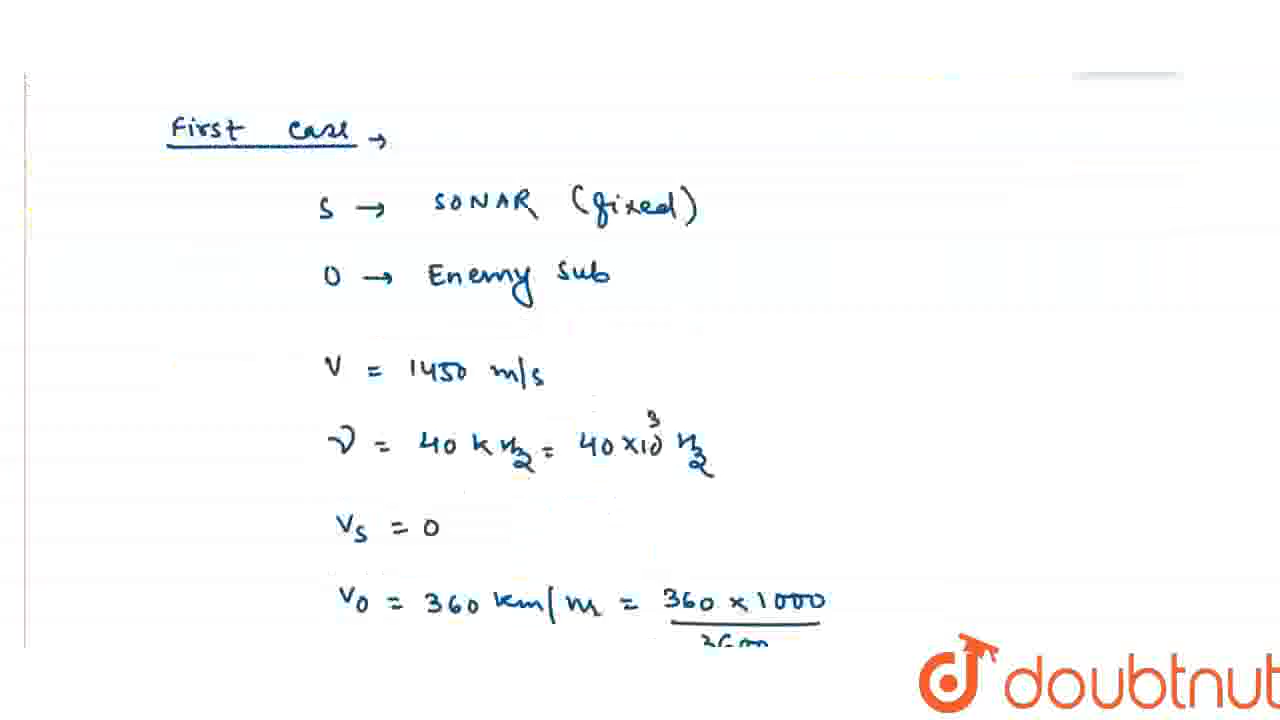 First case →
S → SONAR (fixed)
O → Enemy sub
V = 1450 m/s
ν = 40 kHz = 40×10³ Hz
Vs = 0
Vo = 360 km/h = 360 × 1000
3600
doubtnut